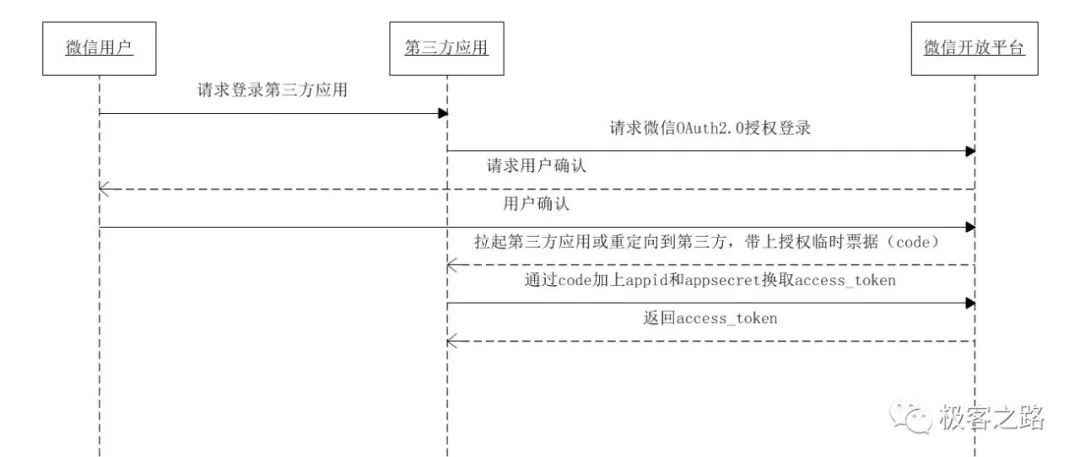 微信用户
第三方应用
微信开放平台
请求登录第三方应用
请求微信OAuth2.0授权登录
请求用户确认
用户确认
拉起第三方应用或重定向到第三方，带上授权临时票据（code）
通过code加上appid和appsecret换取access_token
返回access_token
极客之路